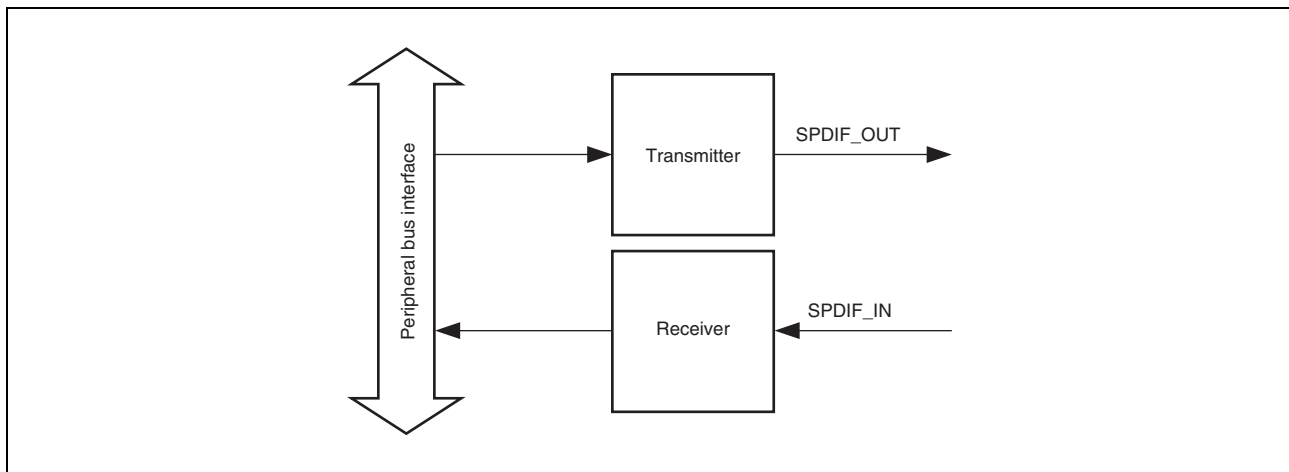 Peripheral bus interface
Transmitter
SPDIF_OUT
Receiver
SPDIF_IN